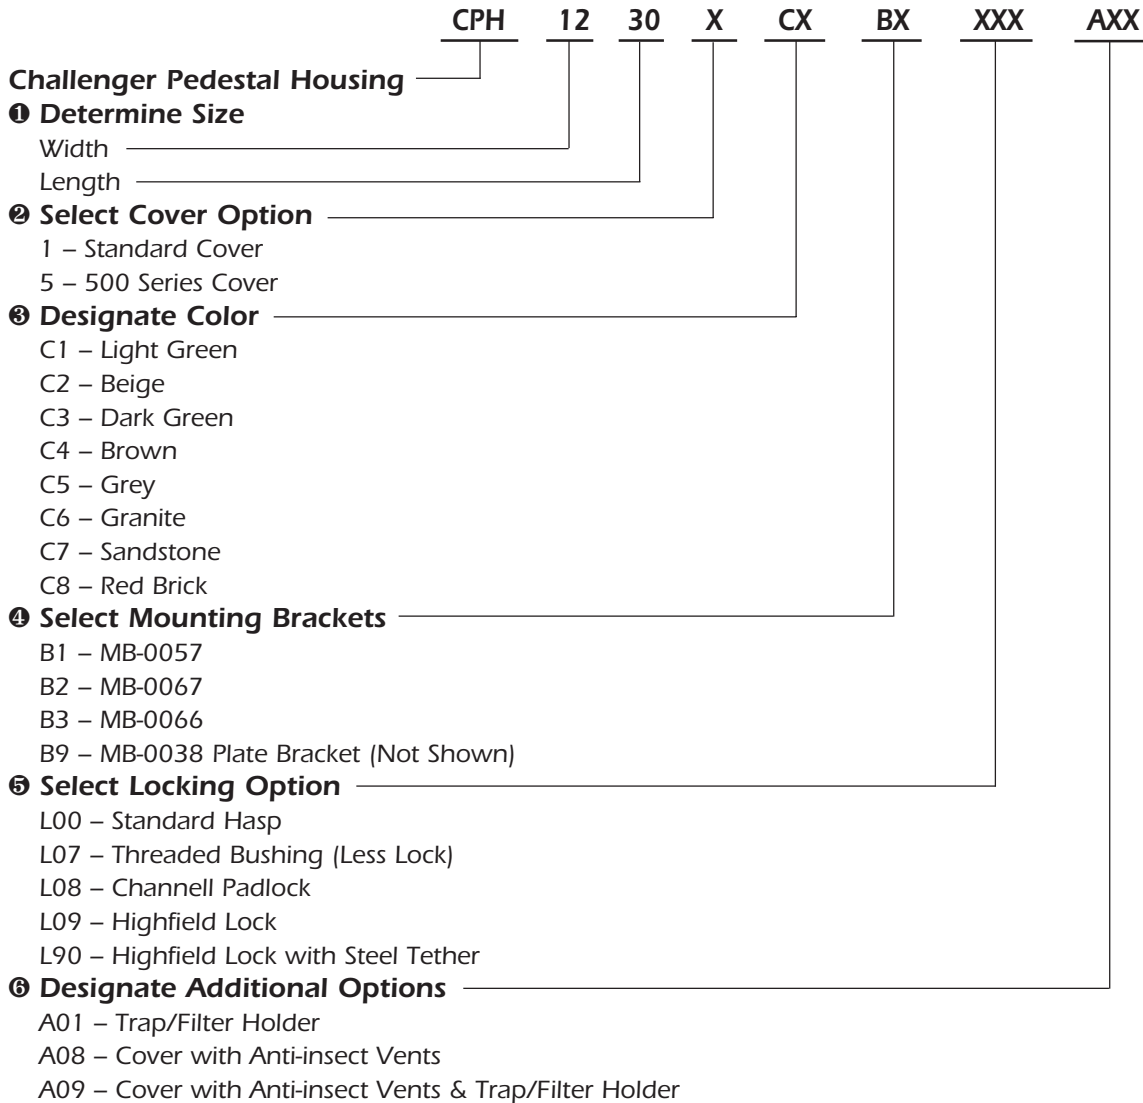 CPH 12 30 X CX BX XXX AXX
Challenger Pedestal Housing
❶ Determine Size
Width
Length
❷ Select Cover Option
1 – Standard Cover
5 – 500 Series Cover
❸ Designate Color
C1 – Light Green
C2 – Beige
C3 – Dark Green
C4 – Brown
C5 – Grey
C6 – Granite
C7 – Sandstone
C8 – Red Brick
❹ Select Mounting Brackets
B1 – MB-0057
B2 – MB-0067
B3 – MB-0066
B9 – MB-0038 Plate Bracket (Not Shown)
❺ Select Locking Option
L00 – Standard Hasp
L07 – Threaded Bushing (Less Lock)
L08 – Channell Padlock
L09 – Highfield Lock
L90 – Highfield Lock with Steel Tether
❻ Designate Additional Options
A01 – Trap/Filter Holder
A08 – Cover with Anti-insect Vents
A09 – Cover with Anti-insect Vents & Trap/Filter Holder